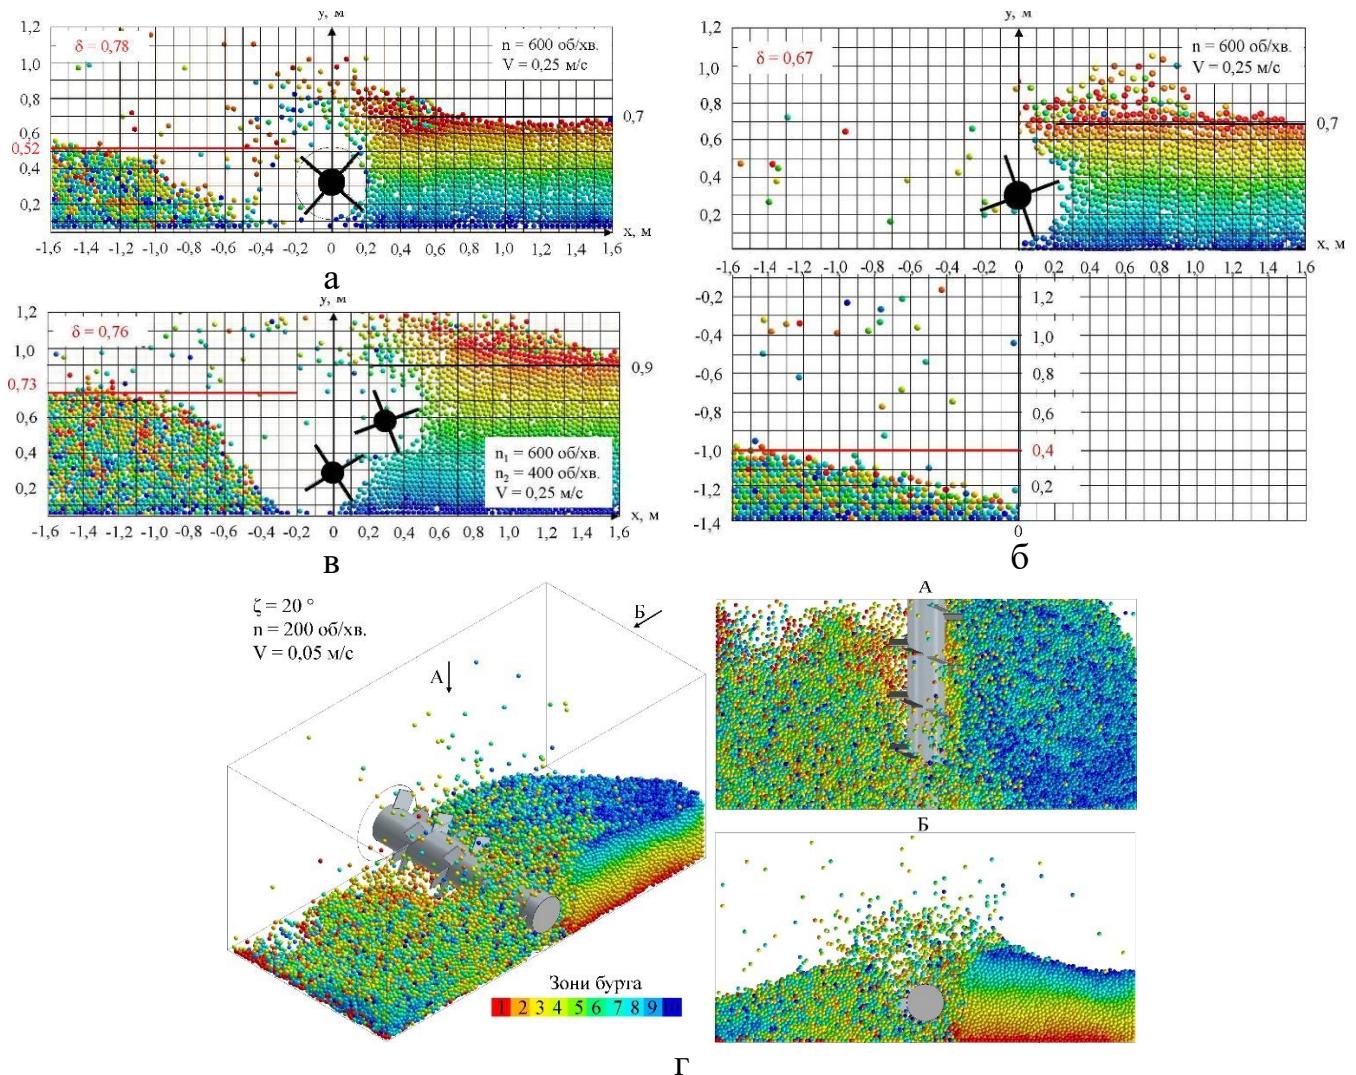 y, м
1,2
δ = 0,78
n = 600 об/хв.
V = 0,25 м/с
1,0
0,8
0,7
0,6
0,52
0,4
0,2
x, м
-1,6 -1,4 -1,2 -1,0 -0,8 -0,6 -0,4 -0,2 0 0,2 0,4 0,6 0,8 1,0 1,2 1,4 1,6
а
y, м
1,2
δ = 0,67
n = 600 об/хв.
V = 0,25 м/с
1,0
0,8
0,7
0,6
0,4
0,2
x, м
-1,6 -1,4 -1,2 -1,0 -0,8 -0,6 -0,4 -0,2 0 0,2 0,4 0,6 0,8 1,0 1,2 1,4 1,6
-0,2 1,2
-0,4 1,0
-0,6 0,8
-0,8 0,6
-1,0 0,4
-1,2 0,2
-1,4
0
б
y, м
1,2
δ = 0,76
1,0
0,9
0,73
0,6
0,4
0,2
n₁ = 600 об/хв.
n₂ = 400 об/хв.
V = 0,25 м/с
x, м
-1,6 -1,4 -1,2 -1,0 -0,8 -0,6 -0,4 -0,2 0 0,2 0,4 0,6 0,8 1,0 1,2 1,4 1,6
в
ζ = 20 °
n = 200 об/хв.
V = 0,05 м/с
Б
А
Зони бурта
1 2 3 4 5 6 7 8 9 10
А
Б
г